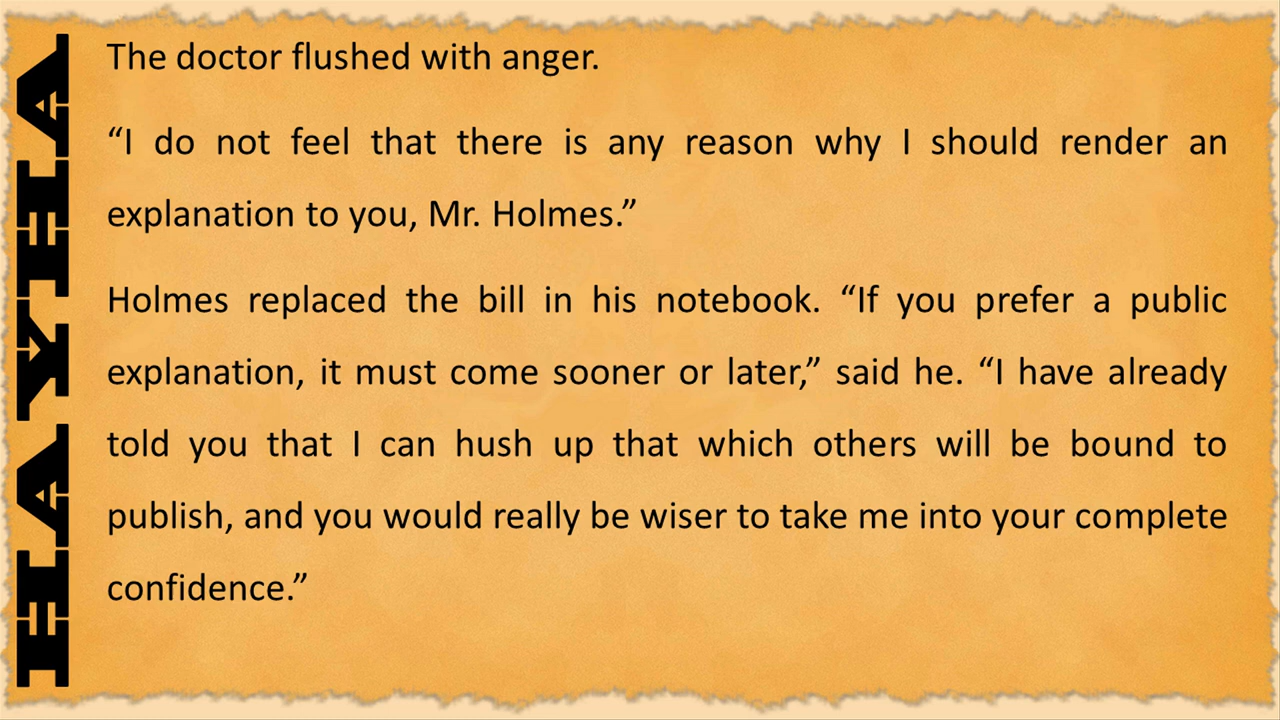 HAYHA
The doctor flushed with anger.
“I do not feel that there is any reason why I should render an
explanation to you, Mr. Holmes.”
Holmes replaced the bill in his notebook. “If you prefer a public
explanation, it must come sooner or later,” said he. “I have already
told you that I can hush up that which others will be bound to
publish, and you would really be wiser to take me into your complete
confidence.”